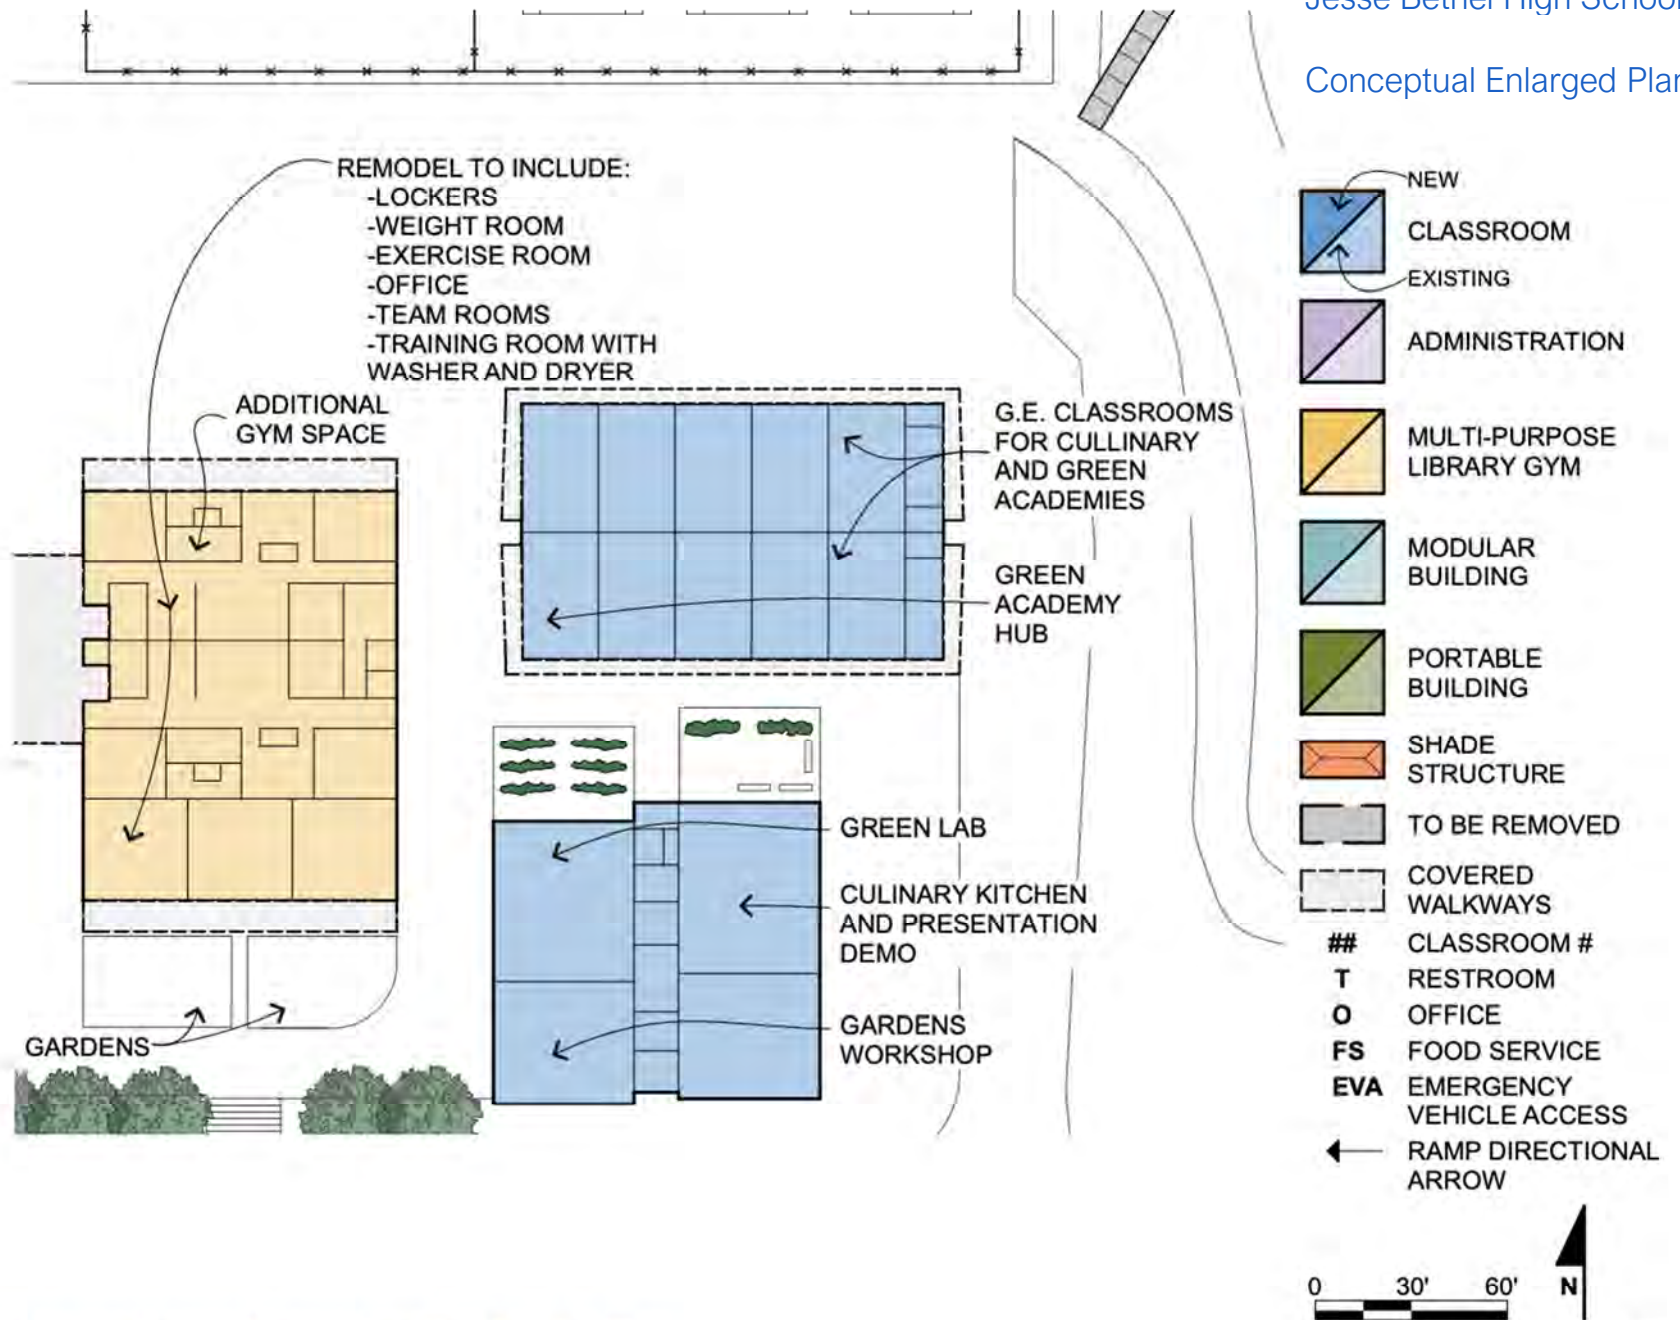 Jesse Bethel High School
Conceptual Enlarged Plan
REMODEL TO INCLUDE:
-LOCKERS
-WEIGHT ROOM
-EXERCISE ROOM
-OFFICE
-TEAM ROOMS
-TRAINING ROOM WITH
WASHER AND DRYER
ADDITIONAL
GYM SPACE
G.E. CLASSROOMS
FOR CULLINARY
AND GREEN
ACADEMIES
GREEN
ACADEMY
HUB
GREEN LAB
CULINARY KITCHEN
AND PRESENTATION
DEMO
GARDENS
WORKSHOP
GARDENS
NEW
CLASSROOM
EXISTING
ADMINISTRATION
MULTI-PURPOSE
LIBRARY GYM
MODULAR
BUILDING
PORTABLE
BUILDING
SHADE
STRUCTURE
TO BE REMOVED
COVERED
WALKWAYS
## CLASSROOM #
T RESTROOM
O OFFICE
FS FOOD SERVICE
EVA EMERGENCY
VEHICLE ACCESS
RAMP DIRECTIONAL
ARROW
0 30' 60' N